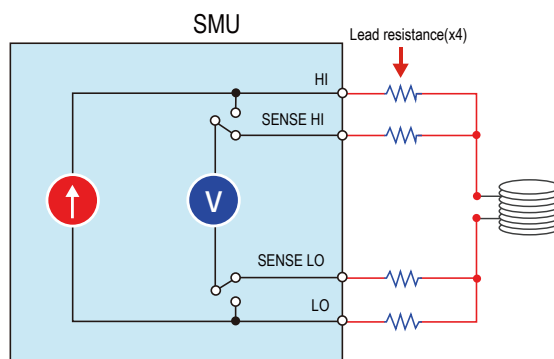 SMU
Lead resistance(x4)
HI
SENSE HI
V
SENSE LO
LO